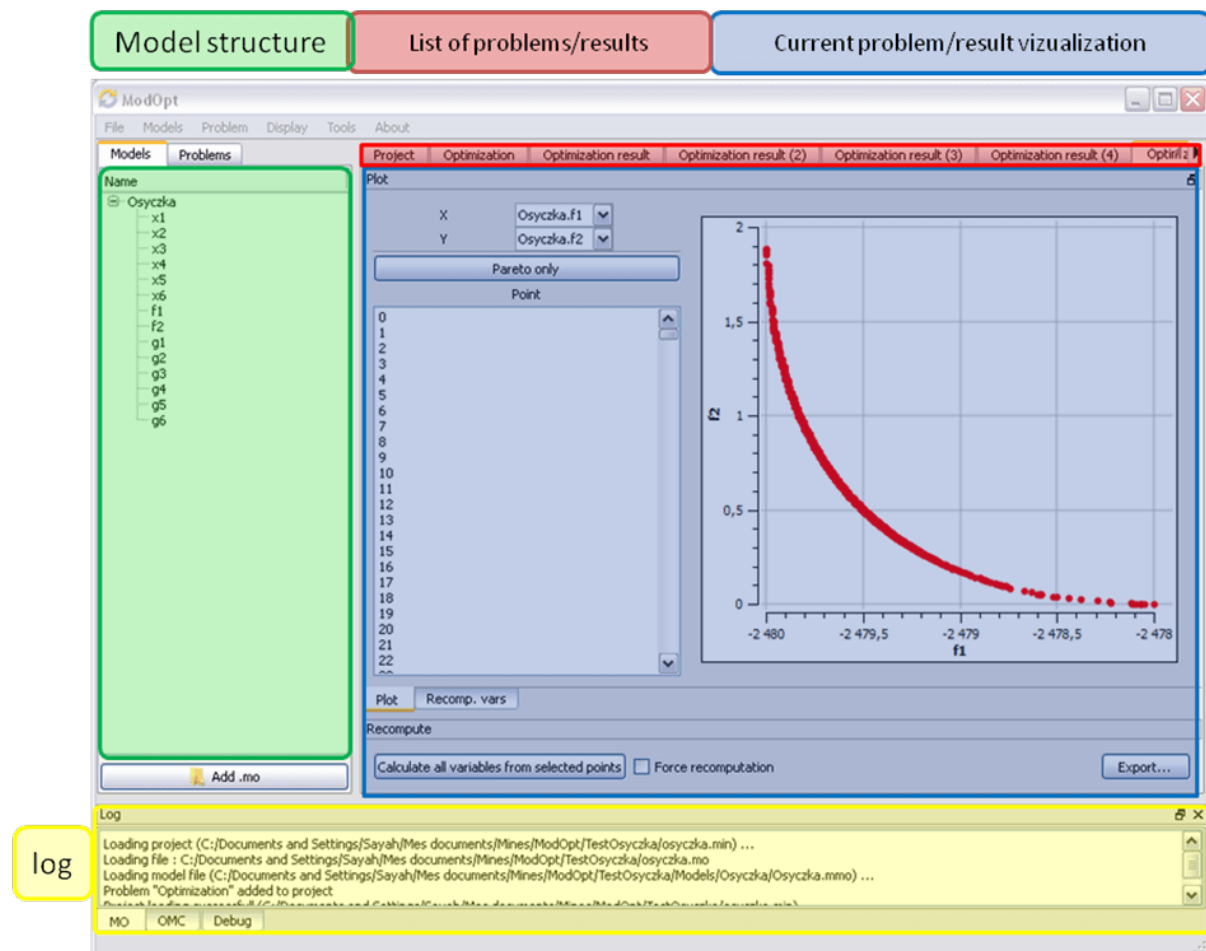 Model structure
List of problems/results
Current problem/result vizualization
ModOpt
File Models Problem Display Tools About
Models Problems
Project Optimization Optimization result Optimization result (2) Optimization result (3) Optimization result (4)
Name
Osyczka
x1
x2
x3
x4
x5
x6
f1
f2
g1
g2
g3
g4
g5
g6
Add .mo
Plot
X Osyczka.f1
Y Osyczka.f2
Pareto only
Point
0
1
2
3
4
5
6
7
8
9
10
11
12
13
14
15
16
17
18
19
20
21
22
2
1,5
1
0,5
0
f2
-2 480 -2 479,5 -2 479 -2 478,5 -2 478
f1
Plot Recomp. vars
Recompute
Calculate all variables from selected points Force recomputation Export...
log
Log
Loading project (C:/Documents and Settings/Sayah/Mes documents/Mines/ModOpt/TestOsyczka/osyczka.min) ...
Loading file : C:/Documents and Settings/Sayah/Mes documents/Mines/ModOpt/TestOsyczka/osyczka.mo
Loading model file (C:/Documents and Settings/Sayah/Mes documents/Mines/ModOpt/TestOsyczka/Models/Osyczka/Osyczka.mmo) ...
Problem "Optimization" added to project
MO OMC Debug